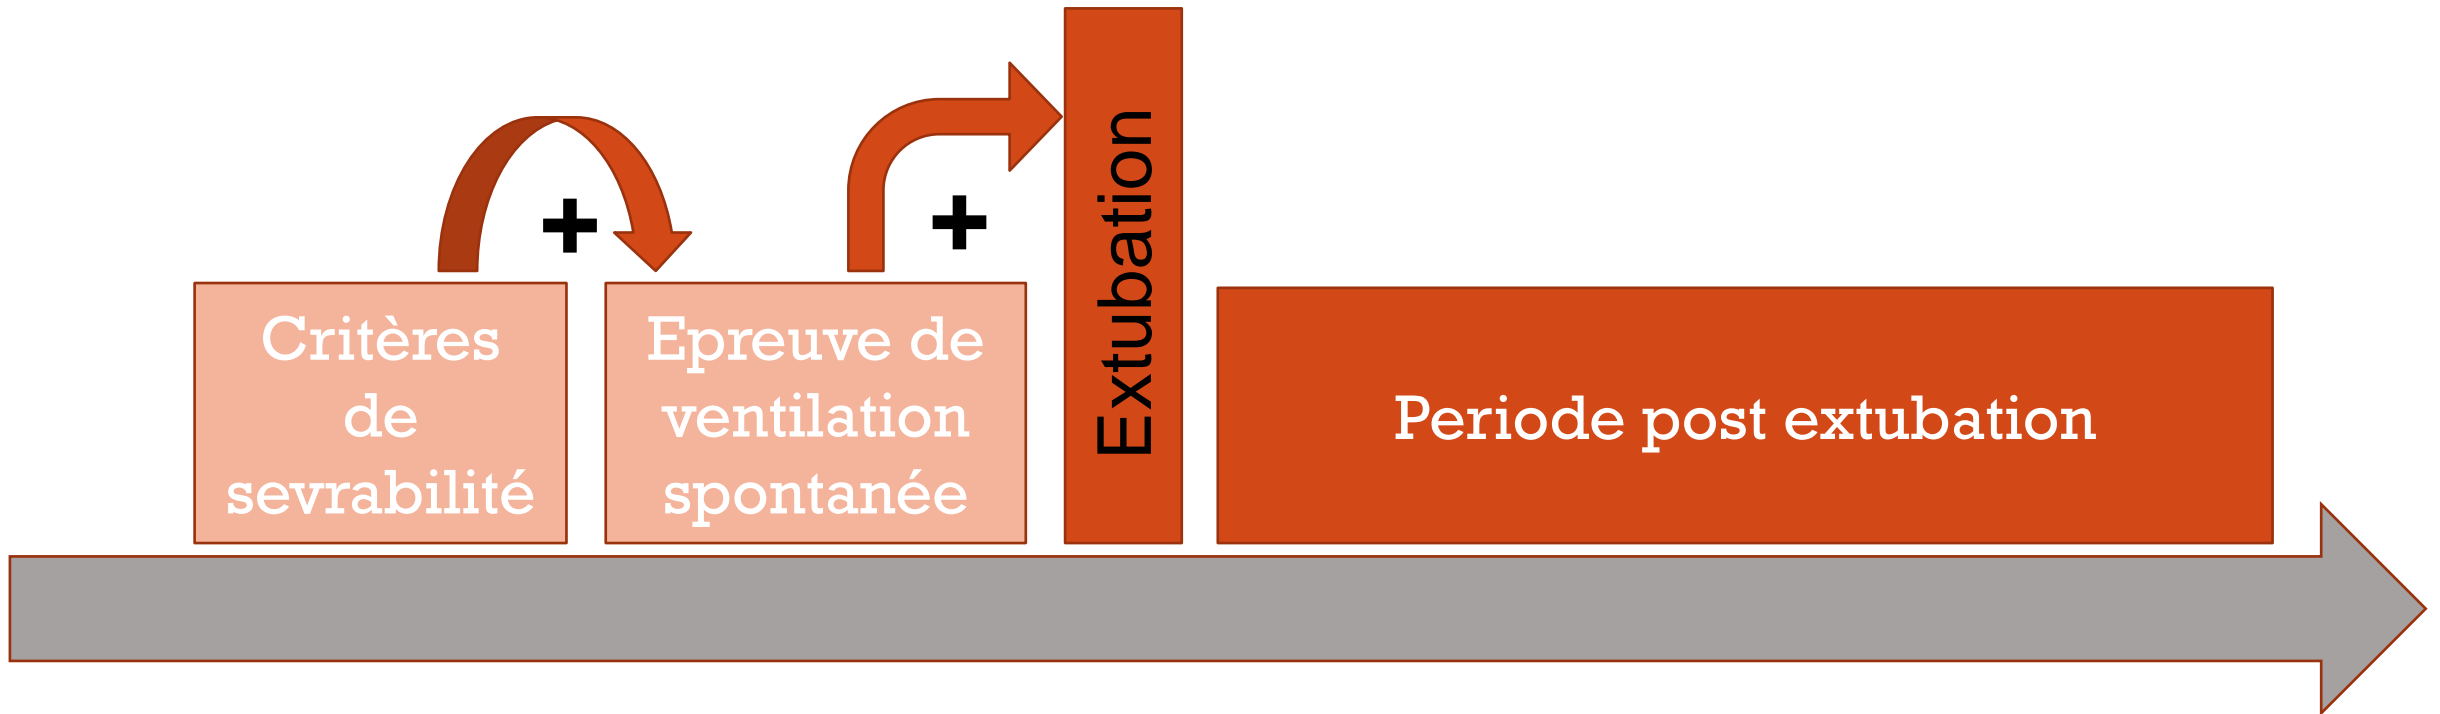 Critères
de
sevrabilité
+
Epreuve de
ventilation
spontanée
+
Extubation
Periode post extubation